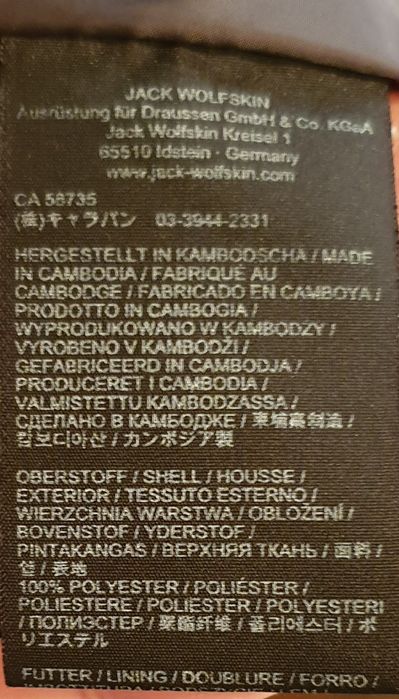 JACK WOLFSKIN
Ausrüstung für Draussen GmbH & Co. KGaA
Jack Wolfskin Kreisel 1
65510 Idstein · Germany
www.jack-wolfskin.com
CA 56735
(株)キャラバン 03-3944-2331
HERGESTELLT IN KAMBODSCHA / MADE
IN CAMBODIA / FABRIQUÉ AU
CAMBODGE / FABRICADO EN CAMBOYA /
PRODOTTO IN CAMBOGIA /
WYPRODUKOWANO W KAMBODŻY /
VYROBENO V KAMBODŽI /
GEFABRICEERD IN CAMBODJA /
PRODUCERET I CAMBODIA /
VALMISTETTU KAMBODZASSA /
СДЕЛАНО В КАМБОДЖЕ / 柬埔寨制造 /
캄보디아산 / カンボジア製
OBERSTOFF / SHELL / HOUSSE /
EXTERIOR / TESSUTO ESTERNO /
WIERZCHNIA WARSTWA / OBLOŽENÍ /
BOVENSTOF / YDERSTOF /
PINTAKANGAS / ВЕРХНЯЯ ТКАНЬ / 面料 /
겉 / 表地
100% POLYESTER / POLIÉSTER /
POLIESTERE / POLIESTER / POLYESTERI
/ ПОЛИЭСТЕР / 聚酯纤维 / 폴리에스터 / ポ
リエステル
FUTTER / LINING / DOUBLURE / FORRO /